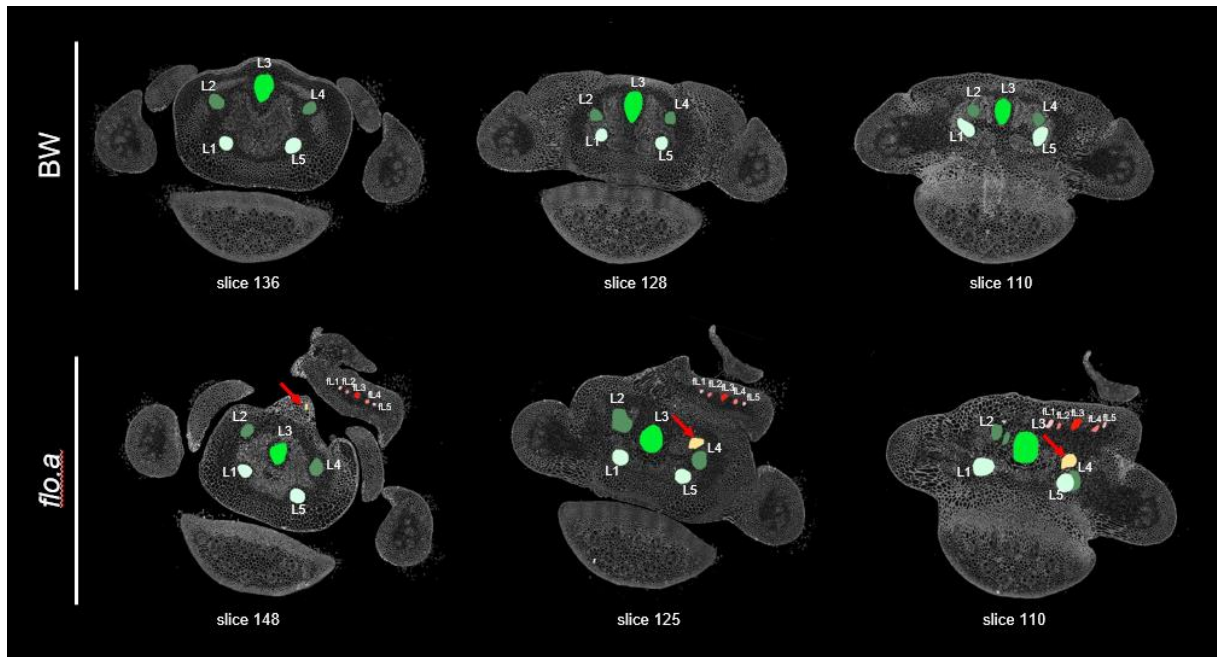 BW
L3
L2
L4
L1
L5
slice 136
L3
L2
L4
L1
L5
slice 128
L3
L2
L4
L1
L5
slice 110
flo.a
fL1 fL2 fL3 fL4 fL5
L2
L3
L4
L1
L5
slice 148
fL1 fL2 fL3 fL4 fL5
L2
L3
L4
L1
L5
slice 125
fL1 fL2 fL3 fL4 fL5
L2
L3
L4
L1
L5
slice 110